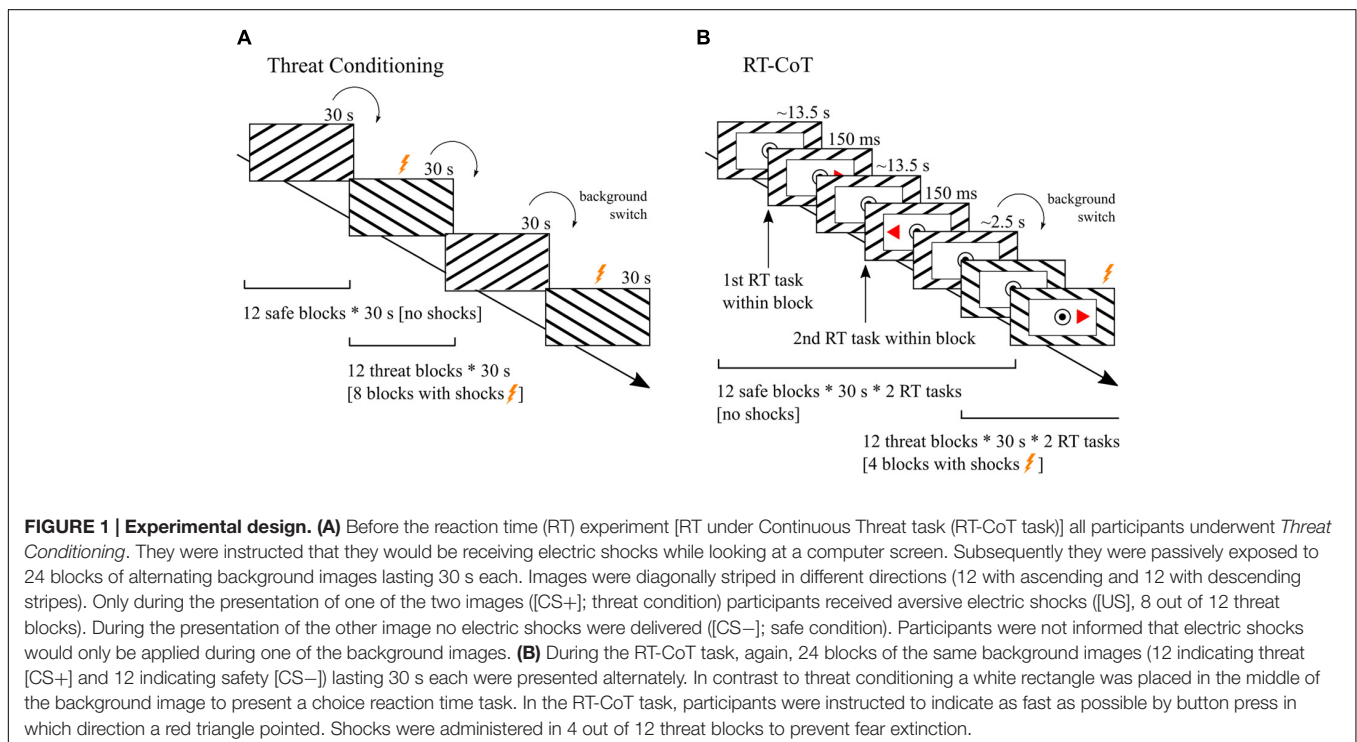 A
Threat Conditioning
30 s
30 s
30 s
background
switch
30 s
12 safe blocks * 30 s [no shocks]
12 threat blocks * 30 s
[8 blocks with shocks ]
B
RT-CoT
~13.5 s
150 ms
~13.5 s
150 ms
~2.5 s
background
switch
1st RT task
within block
2nd RT task within block
12 safe blocks * 30 s * 2 RT tasks
[no shocks]
12 threat blocks * 30 s * 2 RT tasks
[4 blocks with shocks ]
FIGURE 1 | Experimental design. (A) Before the reaction time (RT) experiment [RT under Continuous Threat task (RT-CoT task)] all participants underwent Threat
Conditioning. They were instructed that they would be receiving electric shocks while looking at a computer screen. Subsequently they were passively exposed to
24 blocks of alternating background images lasting 30 s each. Images were diagonally striped in different directions (12 with ascending and 12 with descending
stripes). Only during the presentation of one of the two images ([CS+]; threat condition) participants received aversive electric shocks ([US], 8 out of 12 threat
blocks). During the presentation of the other image no electric shocks were delivered ([CS−]; safe condition). Participants were not informed that electric shocks
would only be applied during one of the background images. (B) During the RT-CoT task, again, 24 blocks of the same background images (12 indicating threat
[CS+] and 12 indicating safety [CS−]) lasting 30 s each were presented alternately. In contrast to threat conditioning a white rectangle was placed in the middle of
the background image to present a choice reaction time task. In the RT-CoT task, participants were instructed to indicate as fast as possible by button press in
which direction a red triangle pointed. Shocks were administered in 4 out of 12 threat blocks to prevent fear extinction.